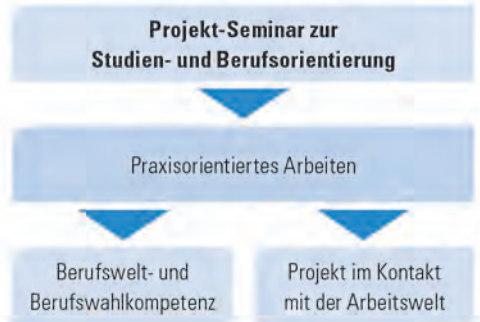 Projekt-Seminar zur
Studien- und Berufsorientierung
Praxisorientiertes Arbeiten
Berufswelt- und
Berufswahlkompetenz
Projekt im Kontakt
mit der Arbeitswelt